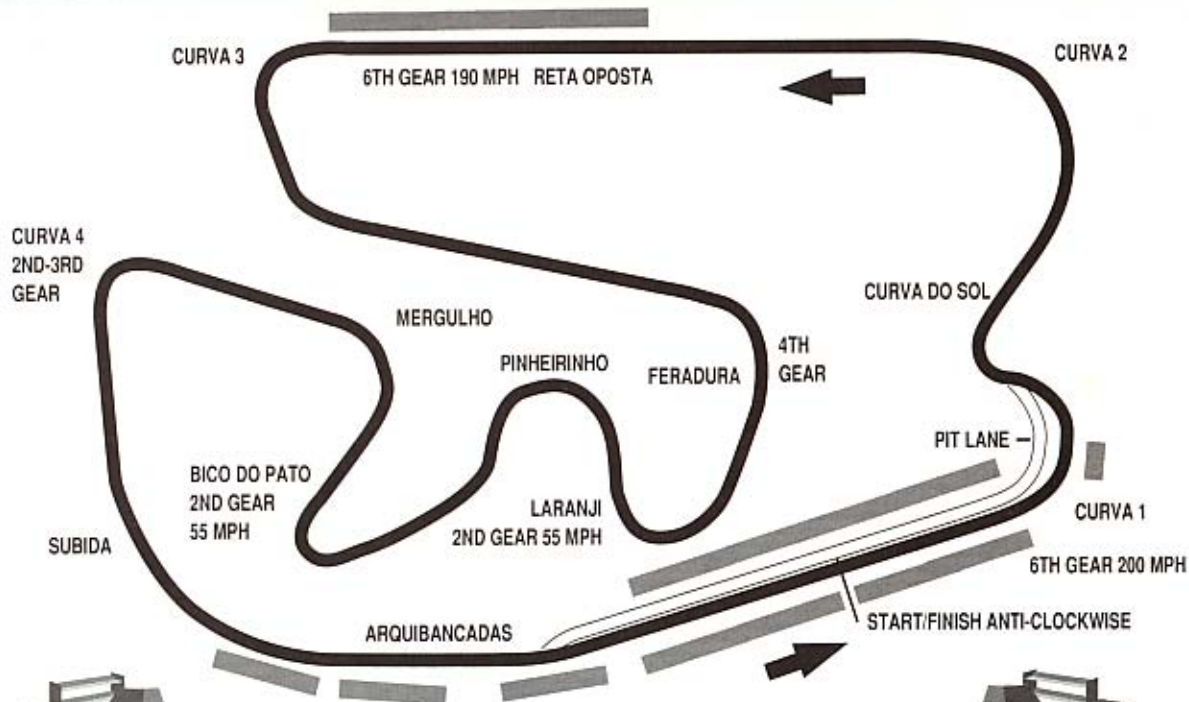 CURVA 3
6TH GEAR 190 MPH RETA OPOSTA
CURVA 2
CURVA 4
2ND-3RD
GEAR
MERGULHO
CURVA DO SOL
PINHEIRINHO
FERADURA
4TH
GEAR
PIT LANE
BICO DO PATO
2ND GEAR
55 MPH
LARANJI
2ND GEAR 55 MPH
CURVA 1
SUBIDA
6TH GEAR 200 MPH
ARQUIBANCADAS
START/FINISH ANTI-CLOCKWISE